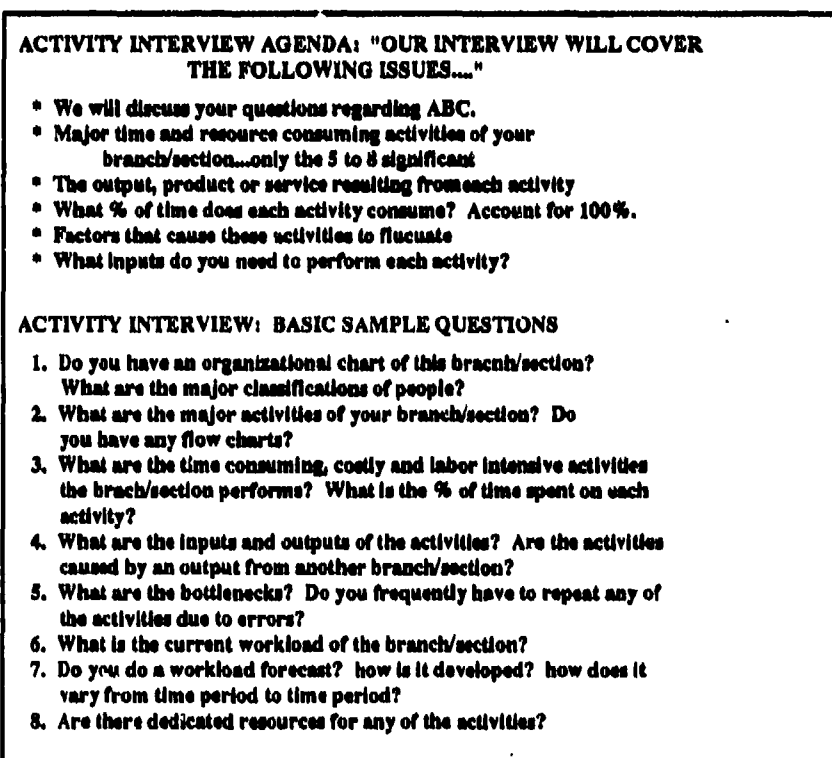 ACTIVITY INTERVIEW AGENDA: "OUR INTERVIEW WILL COVER
THE FOLLOWING ISSUES...."
* We will discuss your questions regarding ABC.
* Major time and resource consuming activities of your
branch/section...only the 5 to 8 significant
* The output, product or service resulting from each activity
* What % of time does each activity consume? Account for 100%.
* Factors that cause these activities to flucuate
* What inputs do you need to perform each activity?
ACTIVITY INTERVIEW: BASIC SAMPLE QUESTIONS
1. Do you have an organizational chart of this bracnh/section?
What are the major classifications of people?
2. What are the major activities of your branch/section? Do
you have any flow charts?
3. What are the time consuming, costly and labor intensive activities
the brach/section performs? What is the % of time spent on each
activity?
4. What are the inputs and outputs of the activities? Are the activities
caused by an output from another branch/section?
5. What are the bottlenecks? Do you frequently have to repeat any of
the activities due to errors?
6. What is the current workload of the branch/section?
7. Do you do a workload forecast? how is it developed? how does it
vary from time period to time period?
8. Are there dedicated resources for any of the activities?